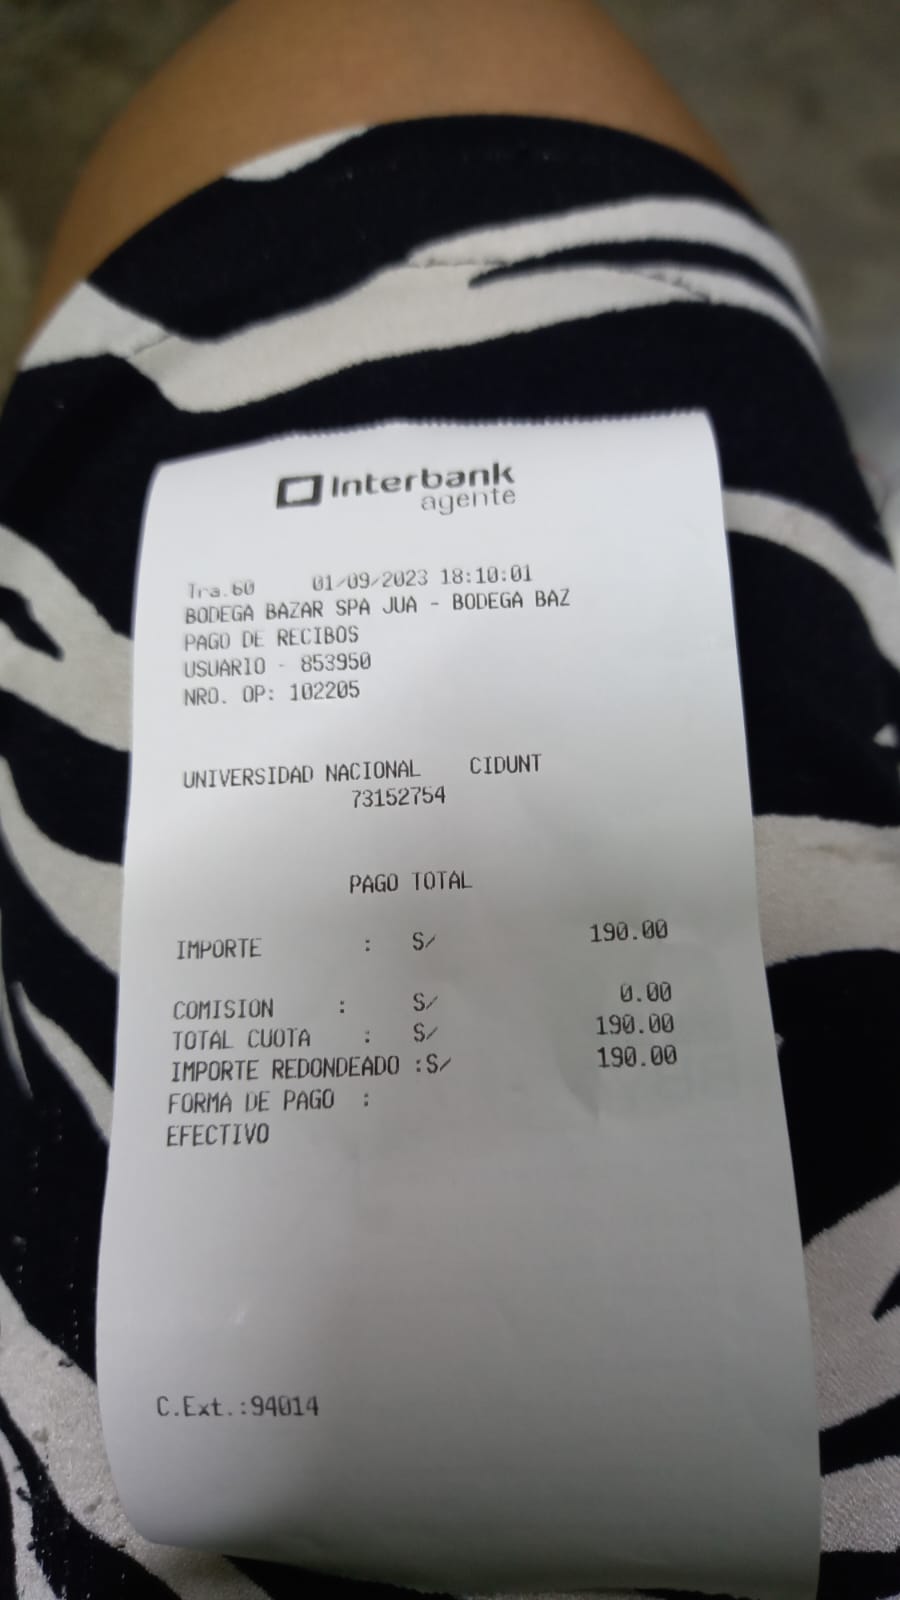 Interbank
agente
Tra.60 01/09/2023 18:10:01
BODEGA BAZAR SPA JUA - BODEGA BAZ
PAGO DE RECIBOS
USUARIO - 853950
NRO. OP: 102205
UNIVERSIDAD NACIONAL CIDUNT
73152754
PAGO TOTAL
IMPORTE : S/ 190.00
COMISION : S/ 0.00
TOTAL CUOTA : S/ 190.00
IMPORTE REDONDEADO :S/ 190.00
FORMA DE PAGO :
EFECTIVO
C.Ext.:94014